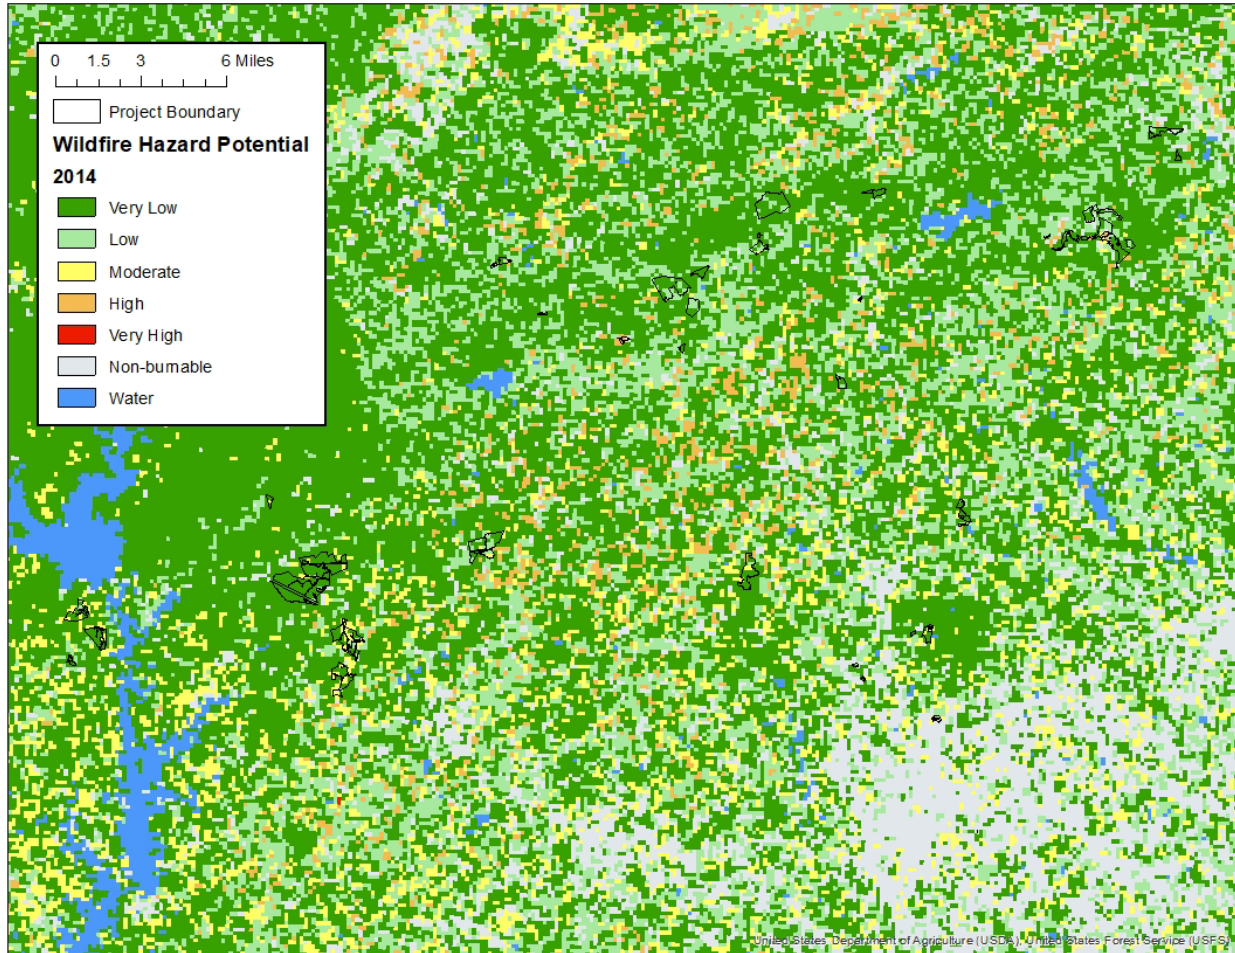 0 1.5 3 6 Miles
Project Boundary
Wildfire Hazard Potential
2014
Very Low
Low
Moderate
High
Very High
Non-burnable
Water
United States Department of Agriculture (USDA), United States Forest Service (USFS)